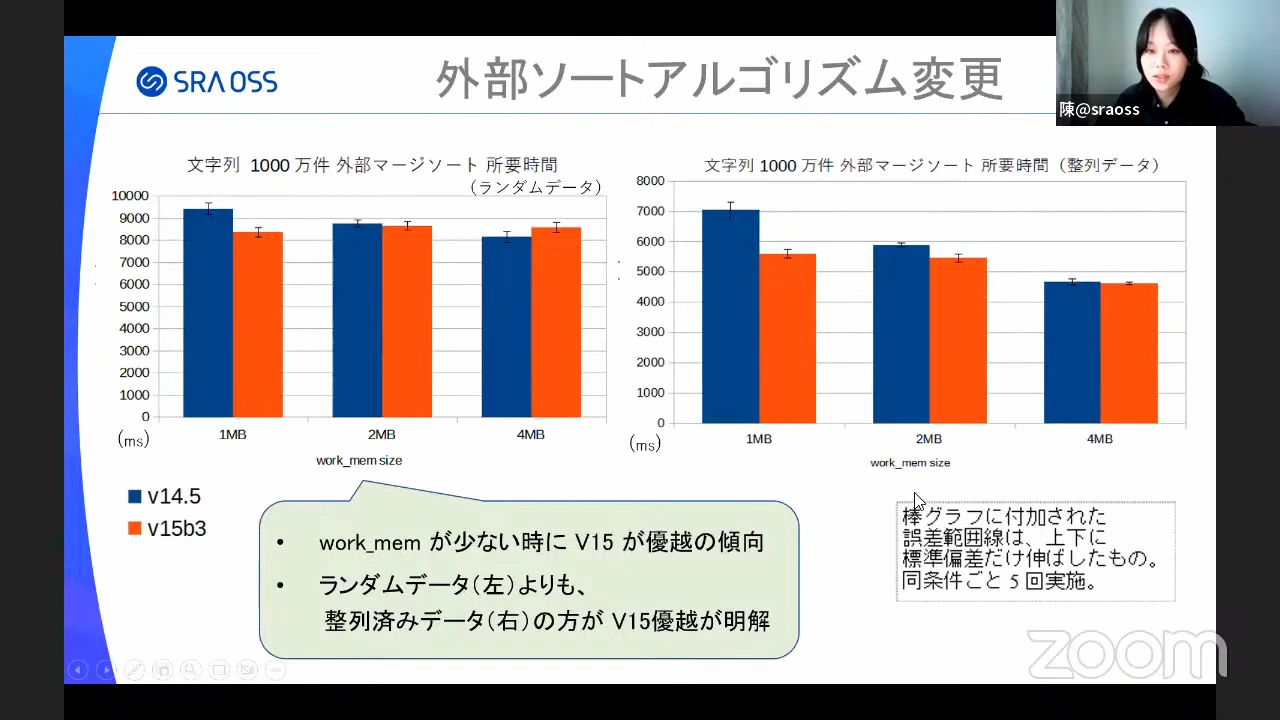 SRA OSS
外部ソートアルゴリズム変更
陳@sraoss
文字列 1000 万件 外部マージソート 所要時間
（ランダムデータ）
10000
9000
8000
7000
6000
5000
4000
3000
2000
1000
0
(ms)
1MB
2MB
4MB
work_mem size
文字列 1000 万件 外部マージソート 所要時間（整列データ）
8000
7000
6000
5000
4000
3000
2000
1000
0
(ms)
1MB
2MB
4MB
work_mem size
v14.5
v15b3
• work_mem が少ない時に V15 が優越の傾向
• ランダムデータ（左）よりも、
整列済みデータ（右）の方が V15優越が明解
棒グラフに付加された
誤差範囲線は、上下に
標準偏差だけ伸ばしたもの。
同条件ごと 5 回実施。
zoom